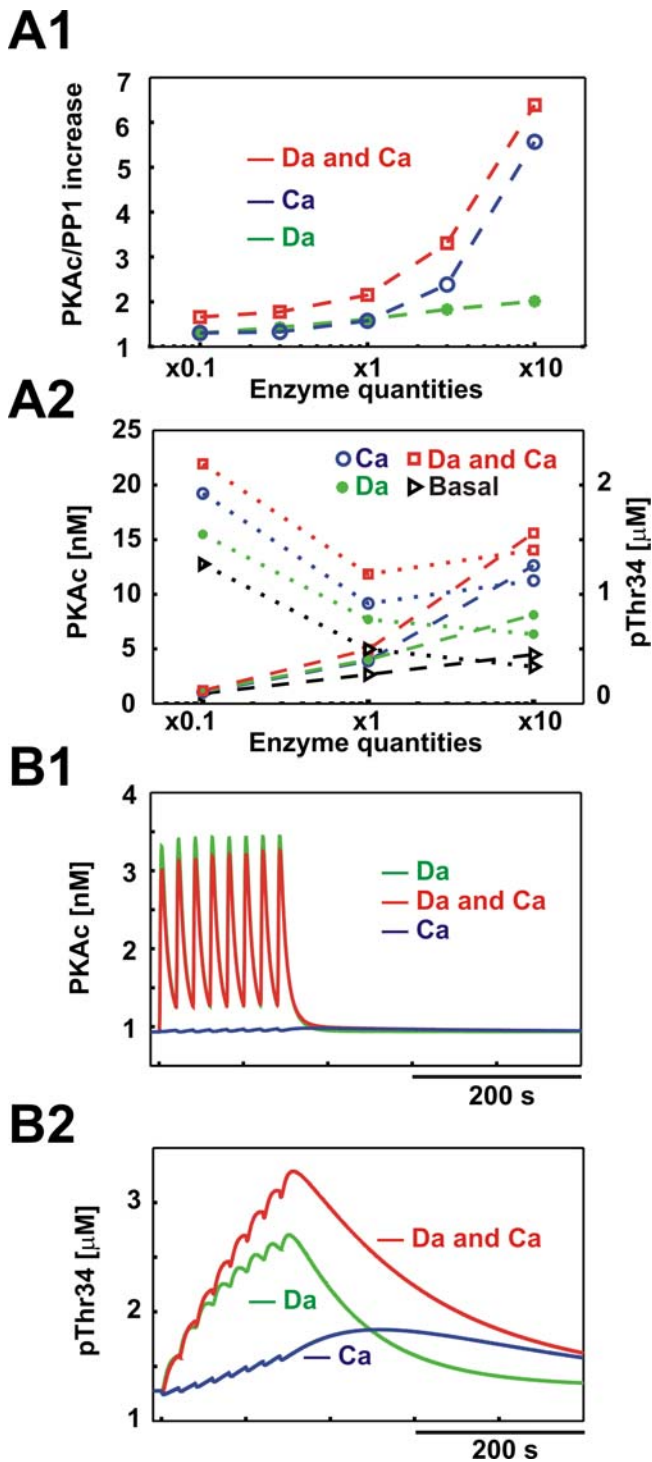 A1
7
6
5
4
3
2
1
PKAc/PP1 increase
Da and Ca
Ca
Da
x0.1
x1
x10
Enzyme quantities
A2
25
20
15
10
5
0
PKAc [nM]
Ca
Da and Ca
Da
Basal
2
1
0
pThr34 [μM]
x0.1
x1
x10
Enzyme quantities
B1
4
3
2
1
PKAc [nM]
Da
Da and Ca
Ca
200 s
B2
3
2
1
pThr34 [μM]
Da and Ca
Da
Ca
200 s